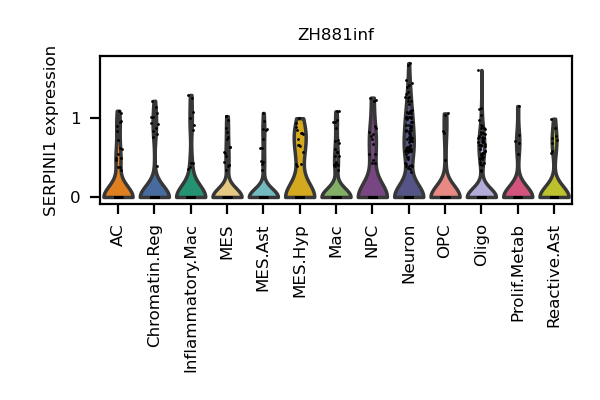 ZH881inf
SERPINI1 expression
1
0
AC
Chromatin.Reg
Inflammatory.Mac
MES
MES.Ast
MES.Hyp
Mac
NPC
Neuron
OPC
Oligo
Prolif.Metab
Reactive.Ast